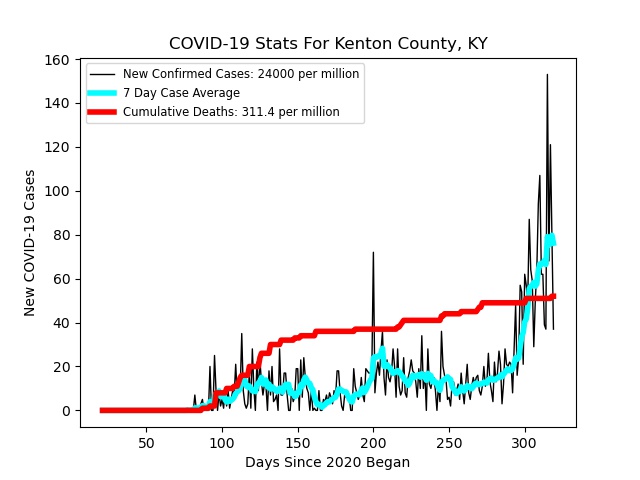 COVID-19 Stats For Kenton County, KY
New Confirmed Cases: 24000 per million
7 Day Case Average
Cumulative Deaths: 311.4 per million
New COVID-19 Cases
160
140
120
100
80
60
40
20
0
50
100
150
200
250
300
Days Since 2020 Began